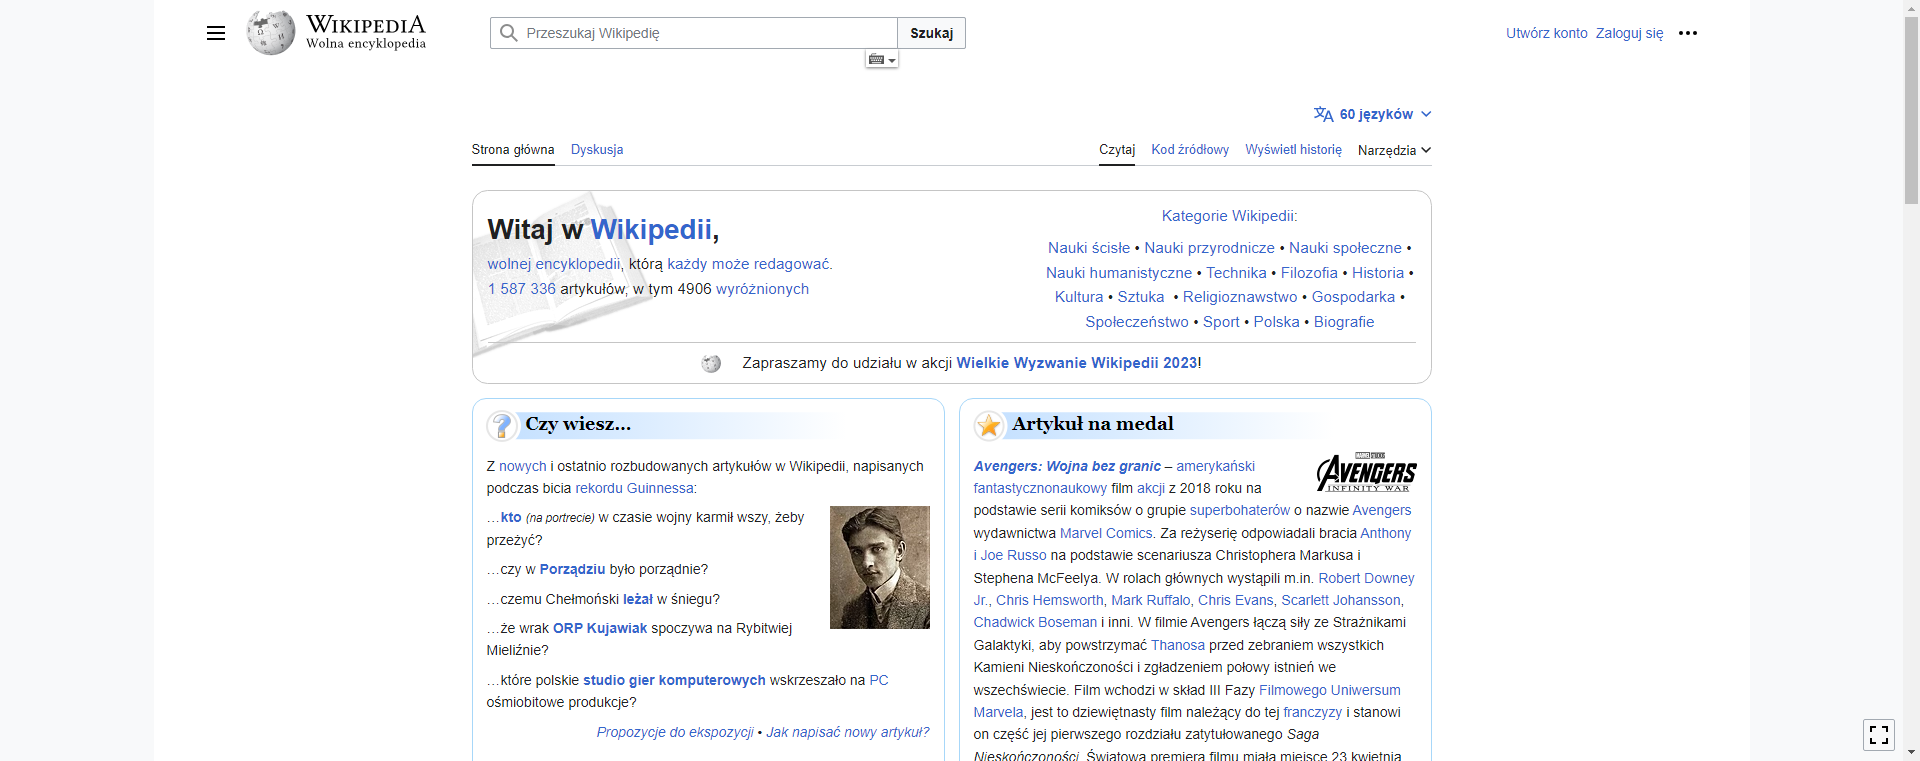 WIKIPEDIA
Wolna encyklopedia
Przeszukaj Wikipedię
Szukaj
Utwórz konto Zaloguj się
60 języków
Strona główna Dyskusja
Czytaj Kod źródłowy Wyświetl historię Narzędzia
Witaj w Wikipedii,
wolnej encyklopedii, którą każdy może redagować.
1 587 336 artykułów, w tym 4906 wyróżnionych
Kategorie Wikipedii:
Nauki ścisłe • Nauki przyrodnicze • Nauki społeczne •
Nauki humanistyczne • Technika • Filozofia • Historia •
Kultura • Sztuka • Religioznawstwo • Gospodarka •
Społeczeństwo • Sport • Polska • Biografie
Zapraszamy do udziału w akcji Wielkie Wyzwanie Wikipedii 2023!
Czy wiesz...
Z nowych i ostatnio rozbudowanych artykułów w Wikipedii, napisanych
podczas bicia rekordu Guinnessa:
…kto (na portrecie) w czasie wojny karmił wszy, żeby
przeżyć?
…czy w Porządziu było porządnie?
…czemu Chełmoński leżał w śniegu?
…że wrak ORP Kujawiak spoczywa na Rybitwiej
Mieliźnie?
…które polskie studio gier komputerowych wskrzeszało na PC
ośmiobitowe produkcje?
Propozycje do ekspozycji • Jak napisać nowy artykuł?
Artykuł na medal
MARVEL STUDIOS
AVENGERS
INFINITY WAR
Avengers: Wojna bez granic – amerykański
fantastycznonaukowy film akcji z 2018 roku na
podstawie serii komiksów o grupie superbohaterów o nazwie Avengers
wydawnictwa Marvel Comics. Za reżyserię odpowiadali bracia Anthony
i Joe Russo na podstawie scenariusza Christophera Markusa i
Stephena McFeelya. W rolach głównych wystąpili m.in. Robert Downey
Jr., Chris Hemsworth, Mark Ruffalo, Chris Evans, Scarlett Johansson,
Chadwick Boseman i inni. W filmie Avengers łączą siły ze Strażnikami
Galaktyki, aby powstrzymać Thanosa przed zebraniem wszystkich
Kamieni Nieskończoności i zgładzeniem połowy istnień we
wszechświecie. Film wchodzi w skład III Fazy Filmowego Uniwersum
Marvela, jest to dziewiętnasty film należący do tej franczyzy i stanowi
on część jej pierwszego rozdziału zatytułowanego Saga
Nieskończoności. Światowa premiera filmu miała miejsce 23 kwietnia